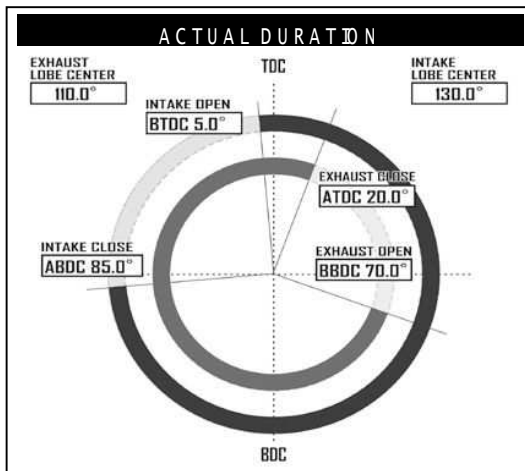 ACTUAL DURATION
EXHAUST
LOBE CENTER
110.0°
TDC
INTAKE
LOBE CENTER
130.0°
INTAKE OPEN
BTDC 5.0°
EXHAUST CLOSE
ATDC 20.0°
INTAKE CLOSE
ABDC 85.0°
EXHAUST OPEN
BBDC 70.0°
BDC